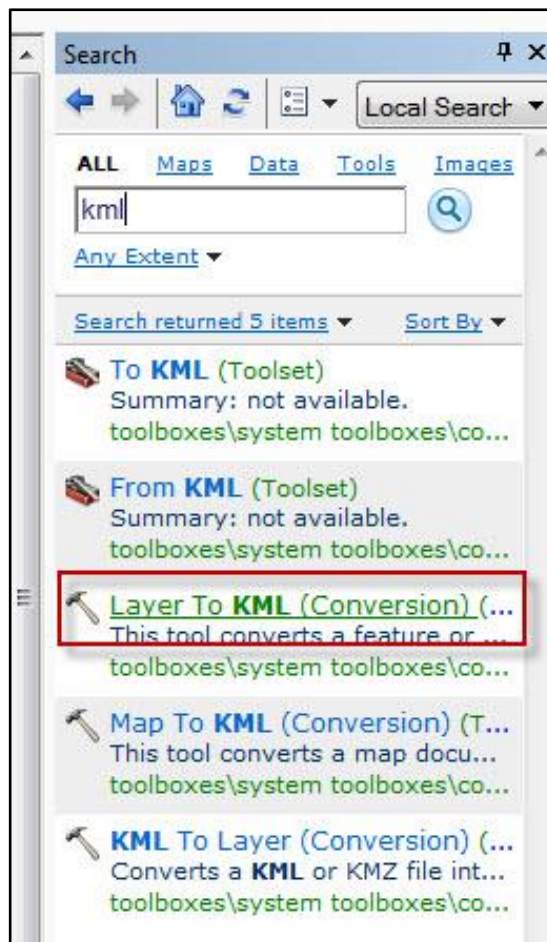 Search
Local Search
ALL Maps Data Tools Images
kml
Any Extent
Search returned 5 items Sort By
To KML (Toolset)
Summary: not available.
toolboxes\system toolboxes\co...
From KML (Toolset)
Summary: not available.
toolboxes\system toolboxes\co...
Layer To KML (Conversion) (...
This tool converts a feature or ...
toolboxes\system toolboxes\co...
Map To KML (Conversion) (T...
This tool converts a map docu...
toolboxes\system toolboxes\co...
KML To Layer (Conversion) (...
Converts a KML or KMZ file int...
toolboxes\system toolboxes\co...